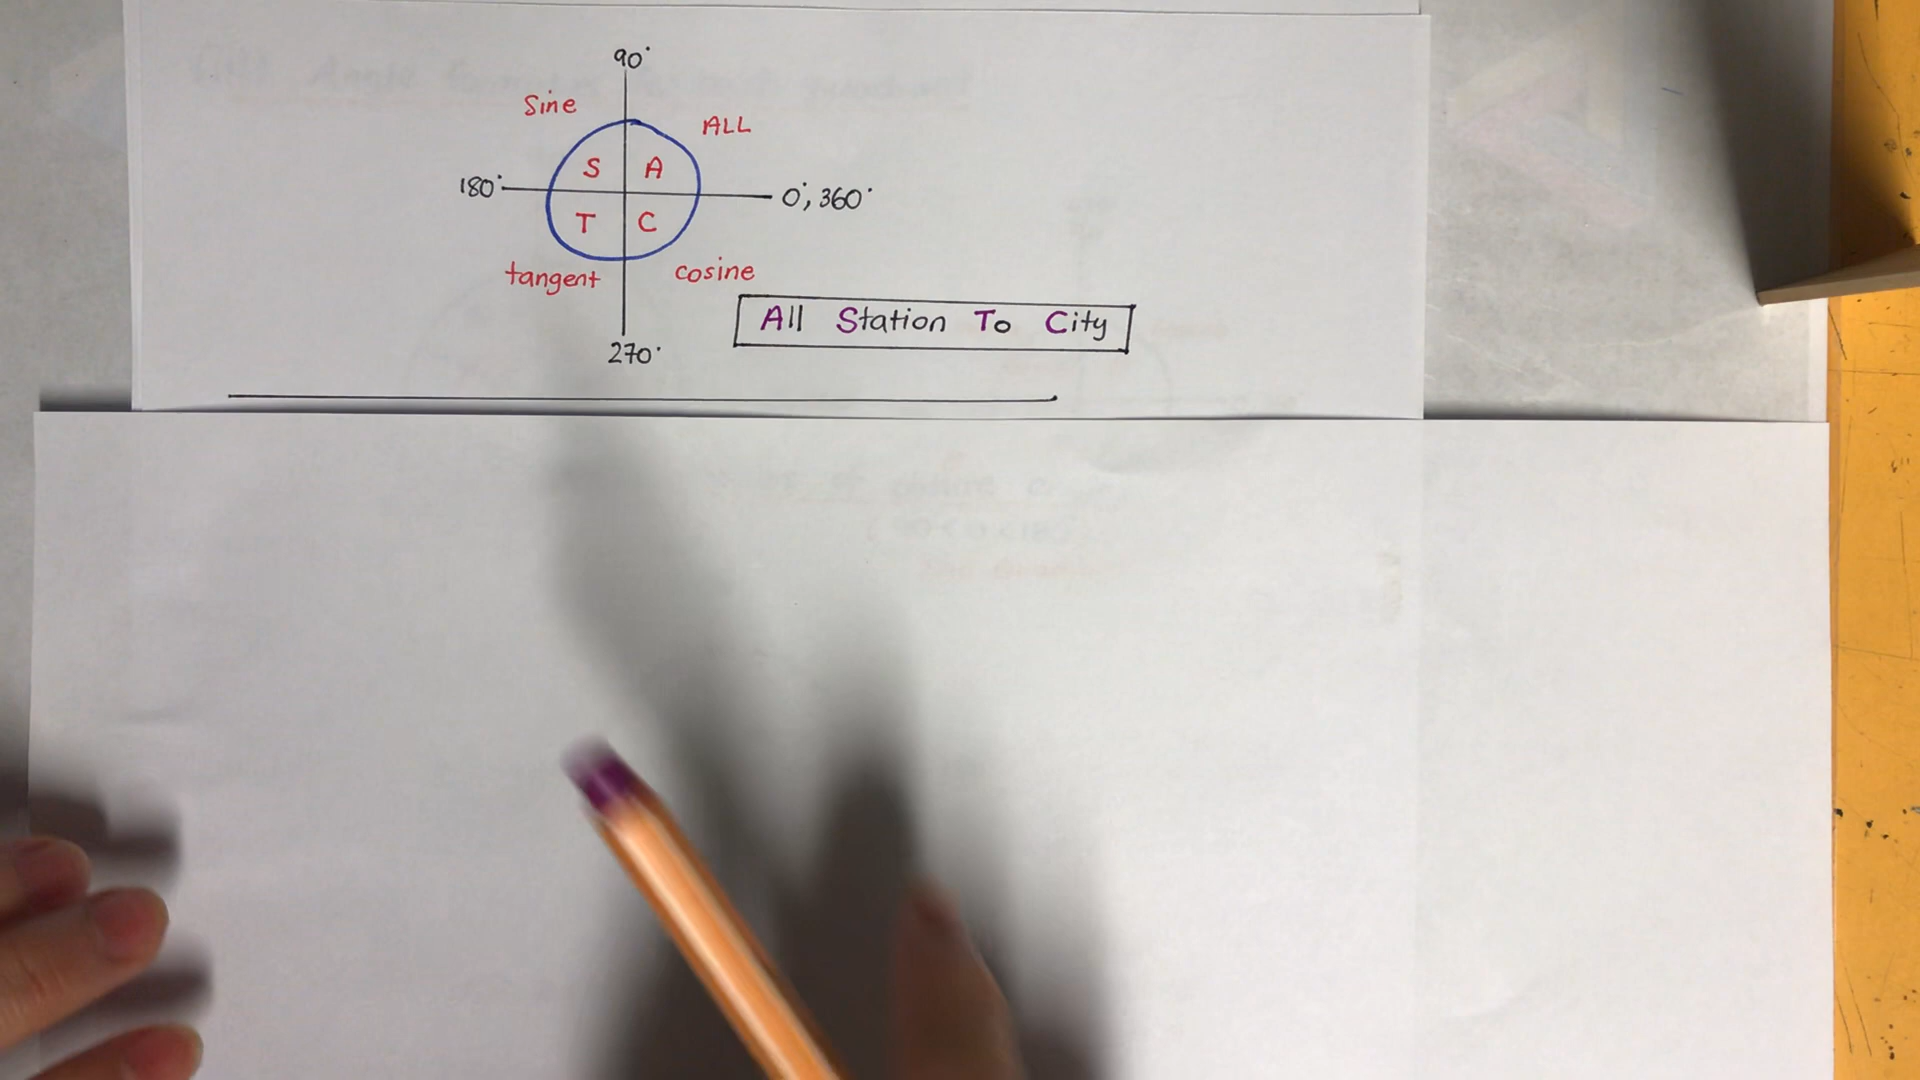 90°
Sine
ALL
S A
180° 0°, 360°
T C
tangent cosine
All Station To City
270°